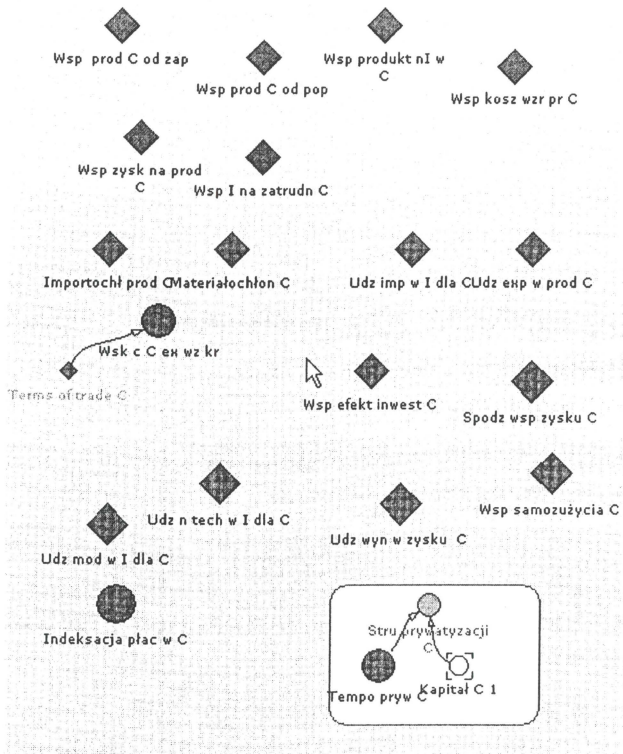 Wsp prod C od zap
Wsp prod C od pop
Wsp produkt nI w
C
Wsp kosz wzr pr C
Wsp zysk na prod
C
Wsp I na zatrudn C
Importochł prod C
Materiałochłon C
Udz imp w I dla C
Udz exp w prod C
Wsk c C ex wz kr
Terms of trade C
Wsp efekt inwest C
Spodz wsp zysku C
Udz n tech w I dla C
Wsp samozużycia C
Udz mod w I dla C
Udz wyn w zysku C
Indeksacja płac w C
Stru prywatyzacji
C
Tempo pryw C
Kapitał C 1